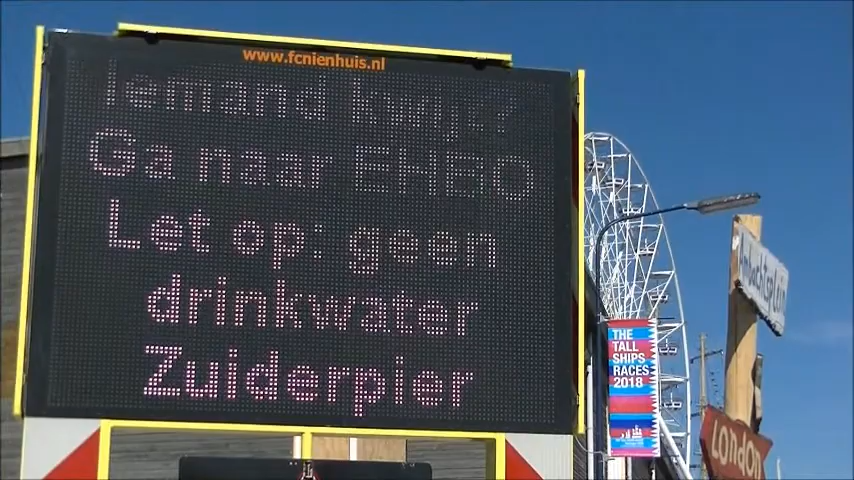 www.fcnienhuis.nl
Iemand kwijt?
Ga naar EHBO
Let op: geen
drinkwater
Zuiderpier
THE
TALL
SHIPS
RACES
2018
Ambachtsplein
London